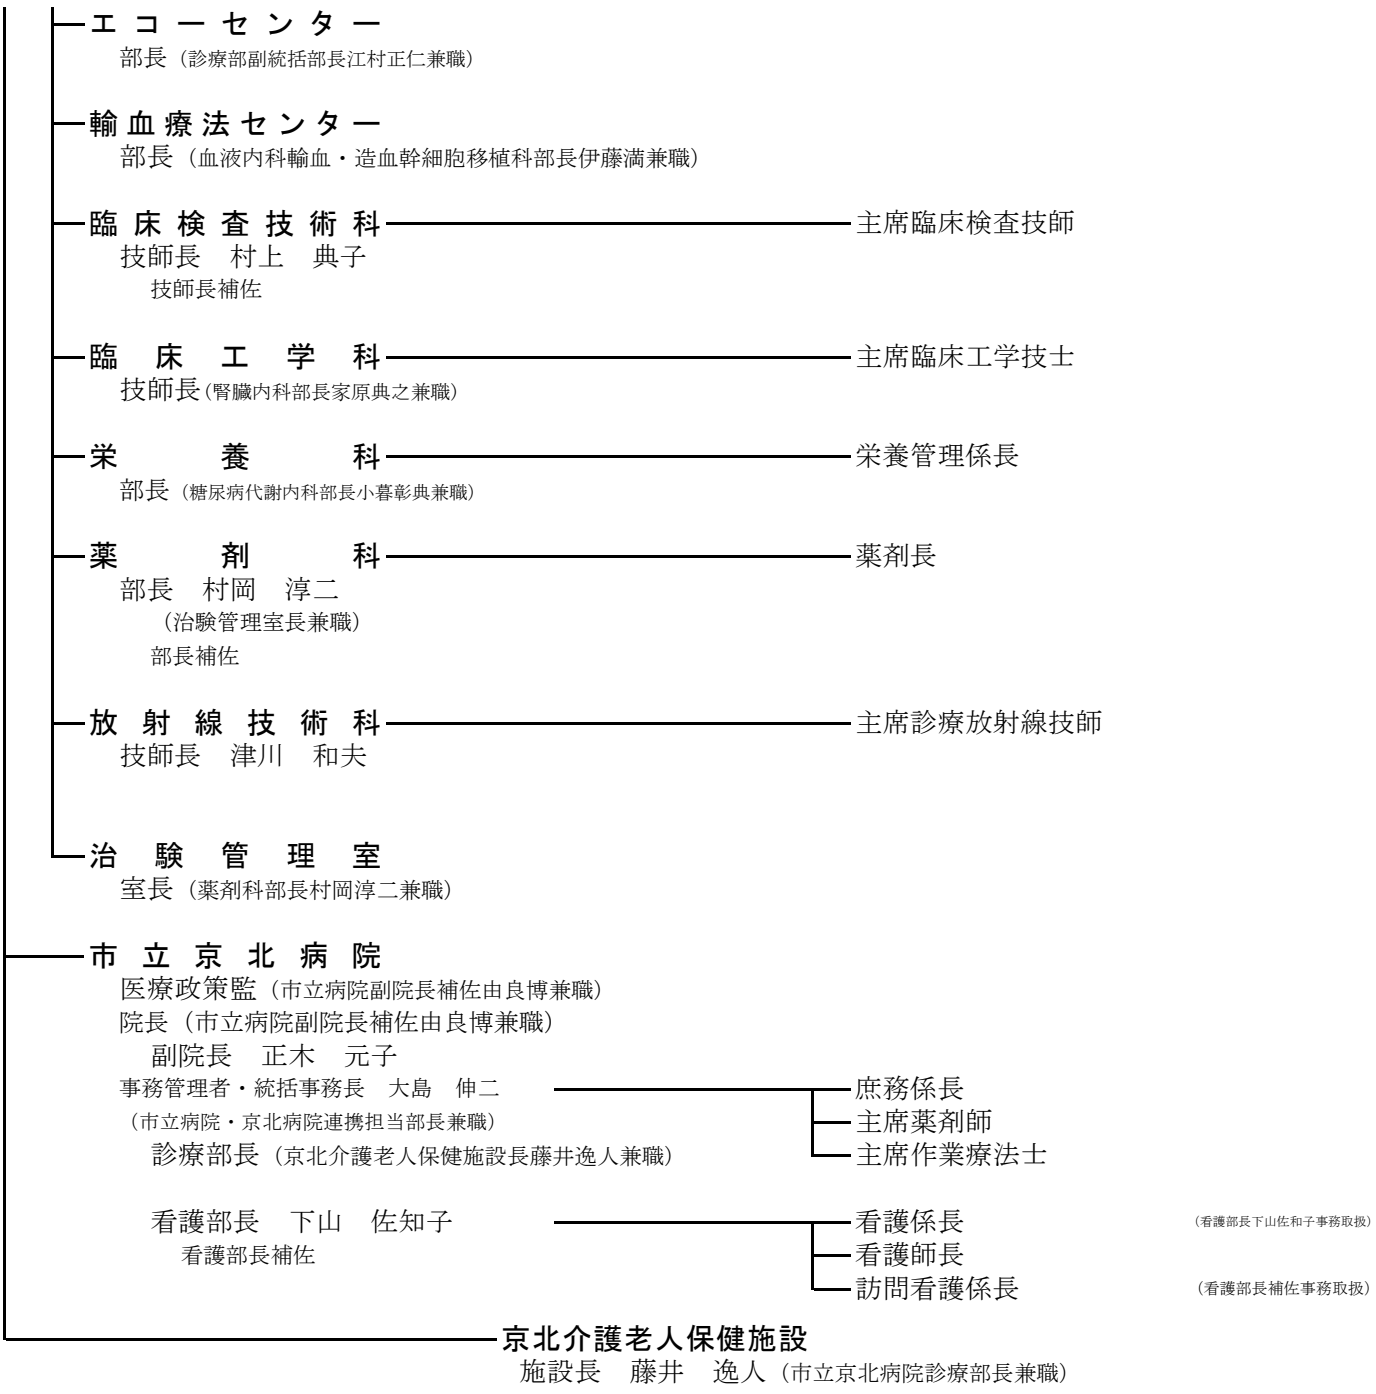 エコーセンター
部長（診療部副統括部長江村正仁兼職）
輸血療法センター
部長（血液内科輸血・造血幹細胞移植科部長伊藤満兼職）
臨床検査技術科 主席臨床検査技師
技師長　村上　典子
技師長補佐
臨床工学科 主席臨床工学技士
技師長（腎臓内科部長家原典之兼職）
栄養科 栄養管理係長
部長（糖尿病代謝内科部長小暮彰典兼職）
薬剤科 薬剤長
部長　村岡　淳二
（治験管理室長兼職）
部長補佐
放射線技術科 主席診療放射線技師
技師長　津川　和夫
治験管理室
室長（薬剤科部長村岡淳二兼職）
市立京北病院
医療政策監（市立病院副院長補佐由良博兼職）
院長（市立病院副院長補佐由良博兼職）
副院長　正木　元子
事務管理者・統括事務長　大島　伸二 庶務係長
（市立病院・京北病院連携担当部長兼職） 主席薬剤師
診療部長（京北介護老人保健施設長藤井逸人兼職） 主席作業療法士
看護部長　下山　佐知子 看護係長 （看護部長下山佐和子事務取扱）
看護部長補佐 看護師長
訪問看護係長 （看護部長補佐事務取扱）
京北介護老人保健施設
施設長　藤井　逸人（市立京北病院診療部長兼職）